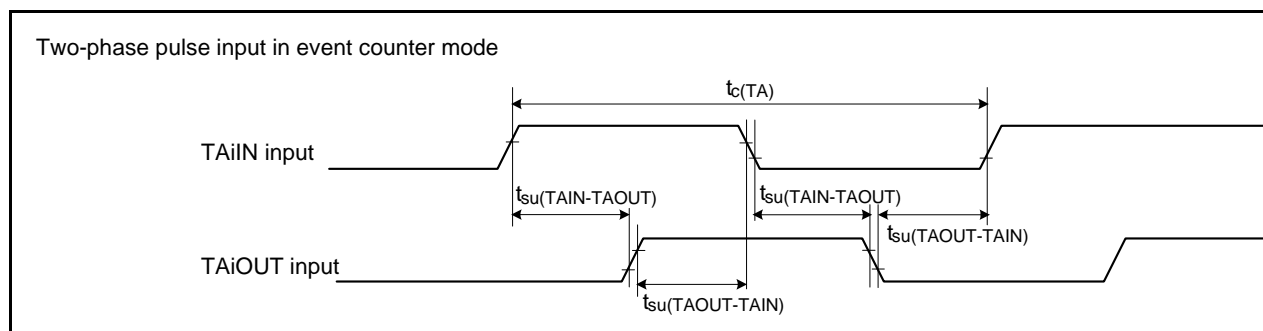 Two-phase pulse input in event counter mode
tc(TA)
TAiIN input
tsu(TAIN-TAOUT)
tsu(TAIN-TAOUT)
tsu(TAOUT-TAIN)
TAiOUT input
tsu(TAOUT-TAIN)